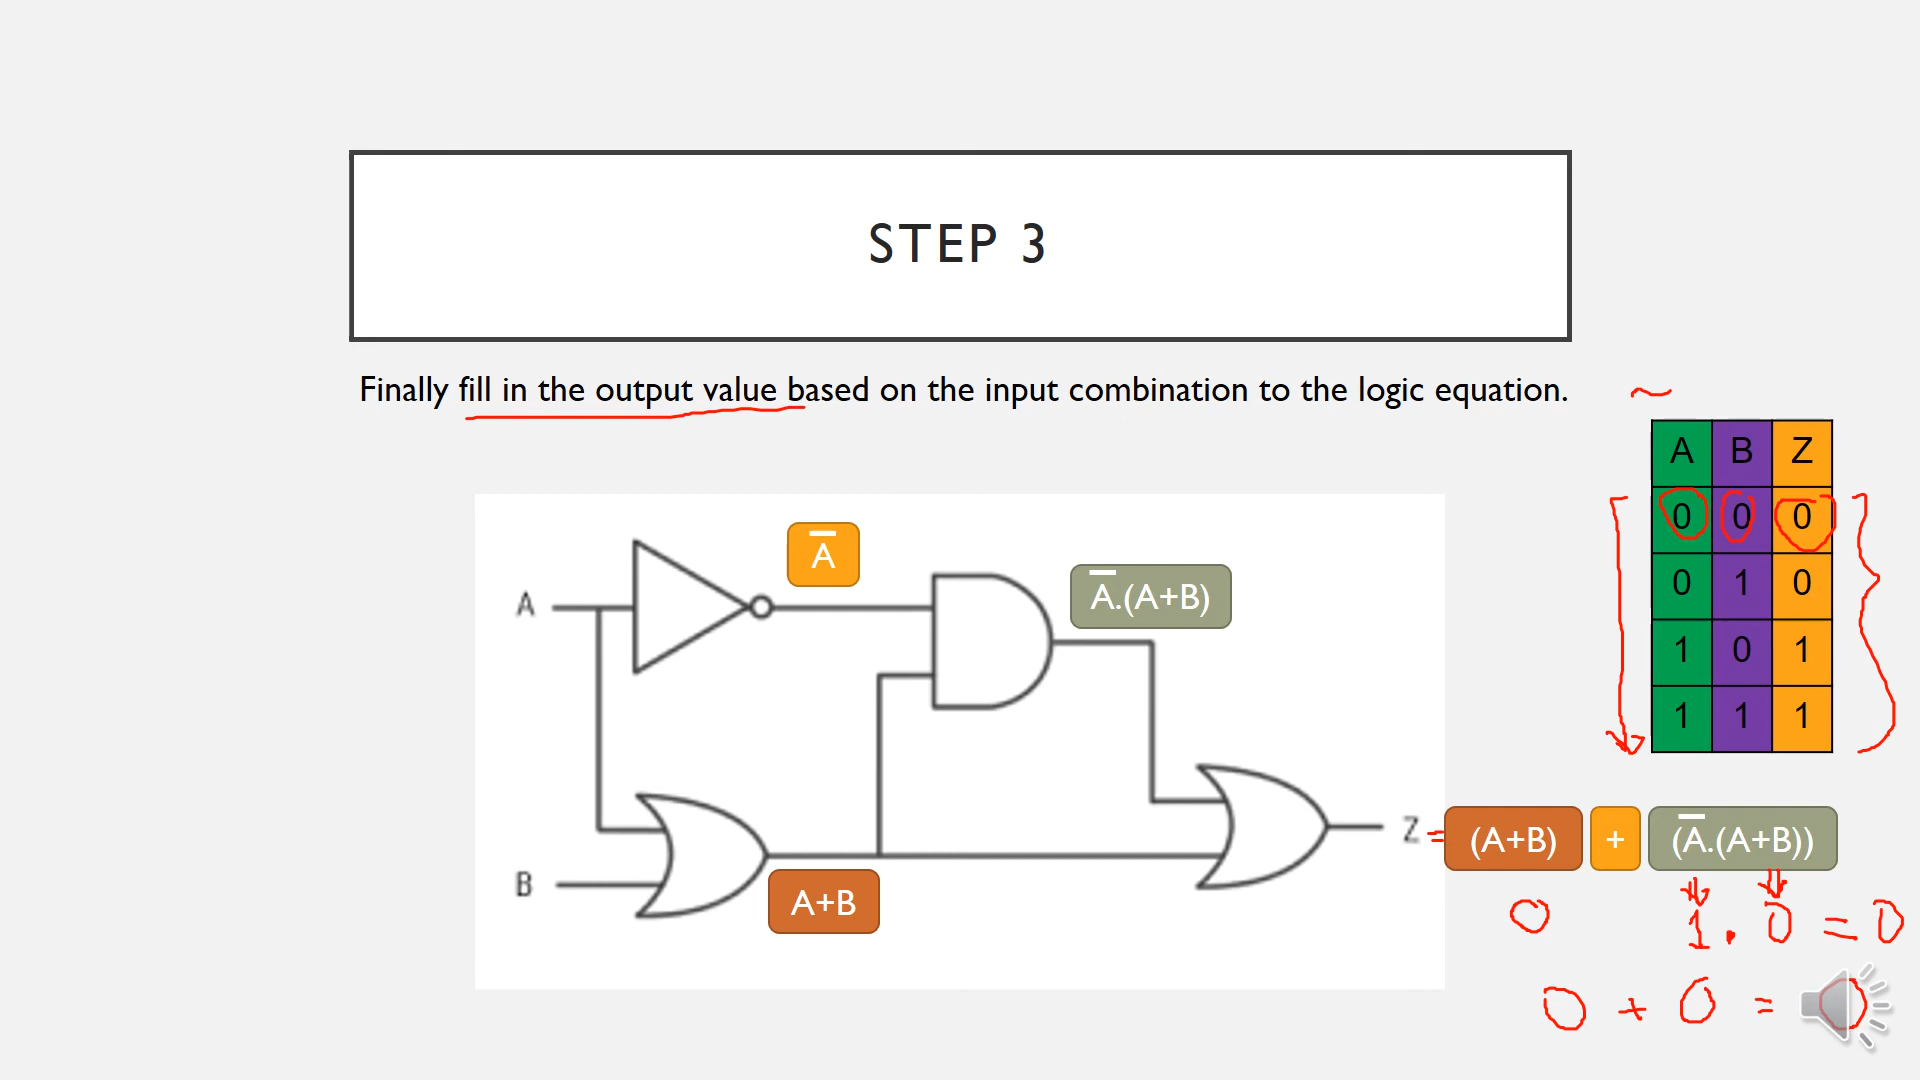 STEP 3
Finally fill in the output value based on the input combination to the logic equation.
A B Z
0 0 0
0 1 0
1 0 1
1 1 1
A̅
A
A̅.(A+B)
B
A+B
Z = (A+B) + (A̅.(A+B))
0 1 . 0 = 0
0 + 0 = 0